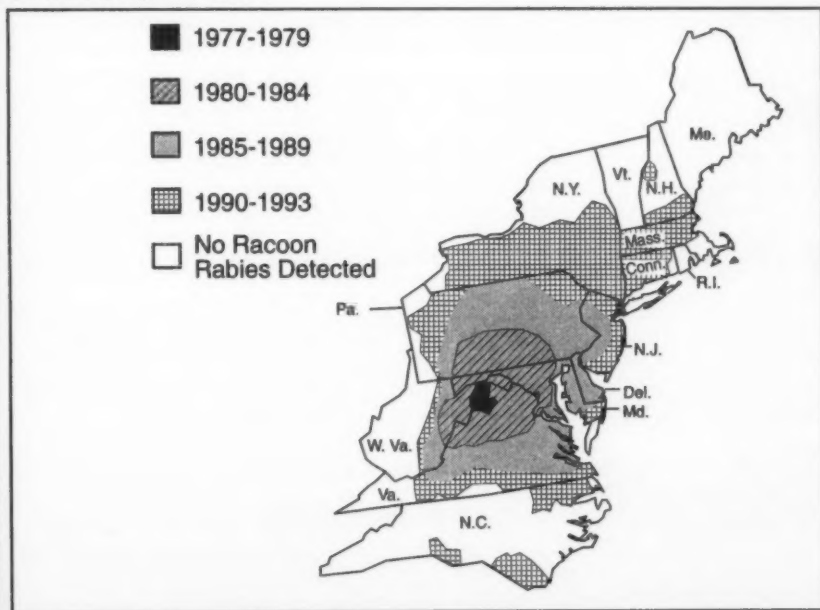 1977-1979
1980-1984
1985-1989
1990-1993
No Racoon
Rabies Detected
Me.
Vt.
N.H.
N.Y.
Mass.
Conn.
R.I.
Pa.
N.J.
Del.
Md.
W. Va.
Va.
N.C.